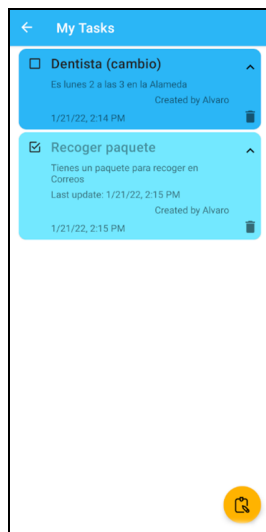 My Tasks
Dentista (cambio)
Es lunes 2 a las 3 en la Alameda
Created by Alvaro
1/21/22, 2:14 PM
Recoger paquete
Tienes un paquete para recoger en
Correos
Last update: 1/21/22, 2:15 PM
Created by Alvaro
1/21/22, 2:15 PM